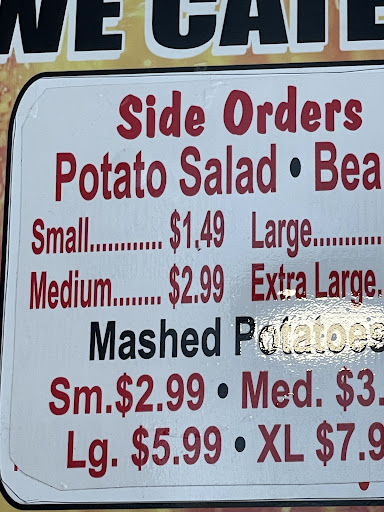 WE CATE
Side Orders
Potato Salad • Bea
Small............ $1.49 Large............
Medium........ $2.99 Extra Large.
Mashed Potatoes
Sm.$2.99 • Med. $3.
Lg. $5.99 • XL $7.9